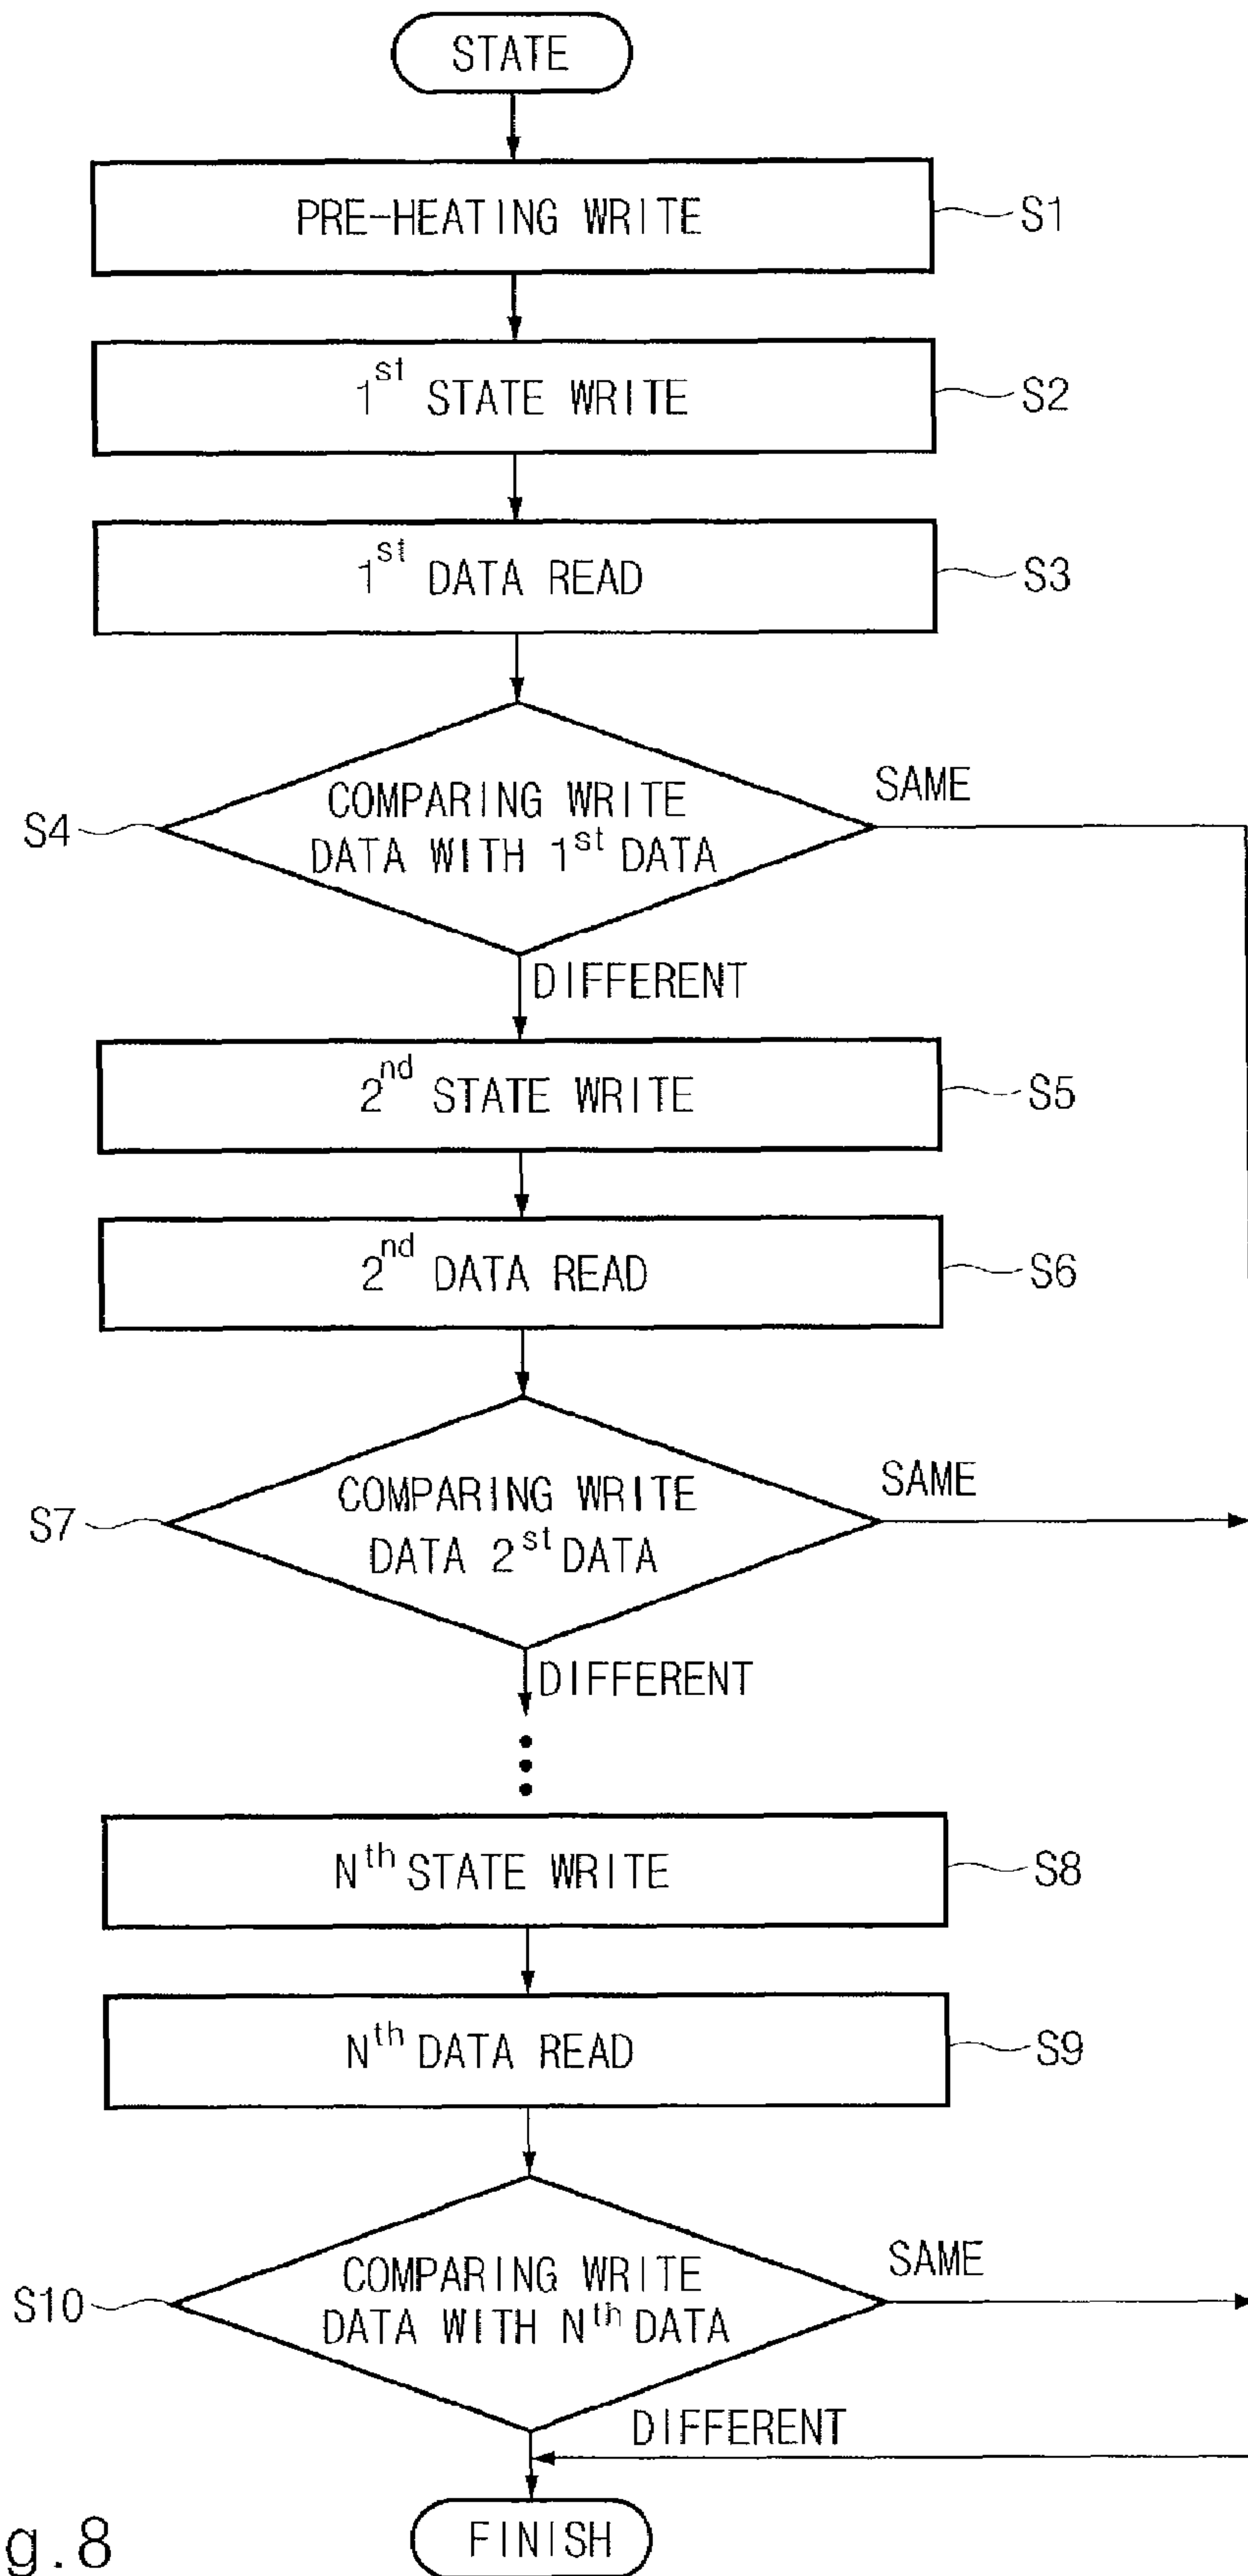 STATE
PRE-HEATING WRITE
S1
1st STATE WRITE
S2
1st DATA READ
S3
COMPARING WRITE
DATA WITH 1st DATA
S4
SAME
DIFFERENT
2nd STATE WRITE
S5
2nd DATA READ
S6
COMPARING WRITE
DATA 2st DATA
S7
SAME
DIFFERENT
Nth STATE WRITE
S8
Nth DATA READ
S9
COMPARING WRITE
DATA WITH Nth DATA
S10
SAME
DIFFERENT
FINISH
g.8